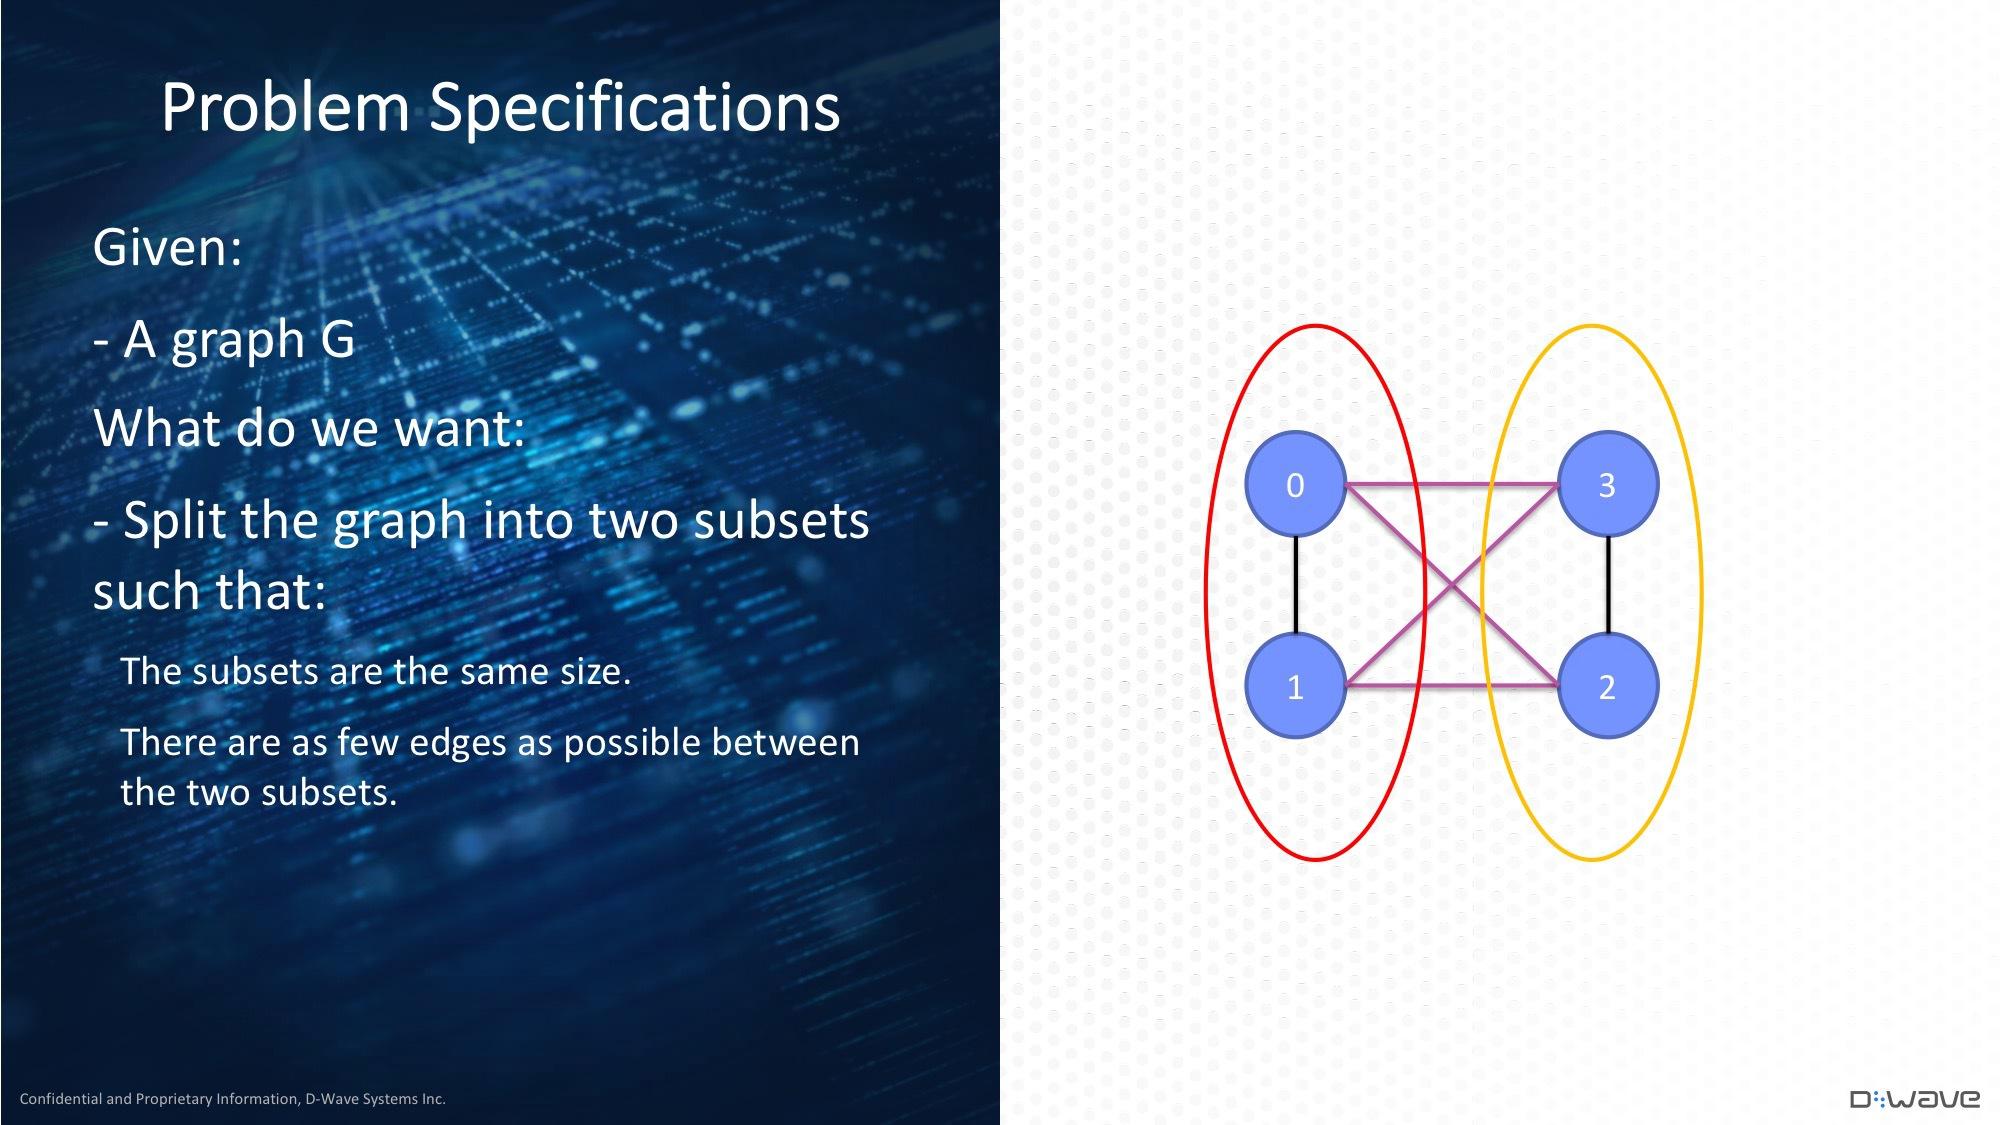 Problem Specifications
Given:
- A graph G
What do we want:
- Split the graph into two subsets
such that:
The subsets are the same size.
There are as few edges as possible between
the two subsets.
0
3
1
2
Confidential and Proprietary Information, D-Wave Systems Inc.
D:wave